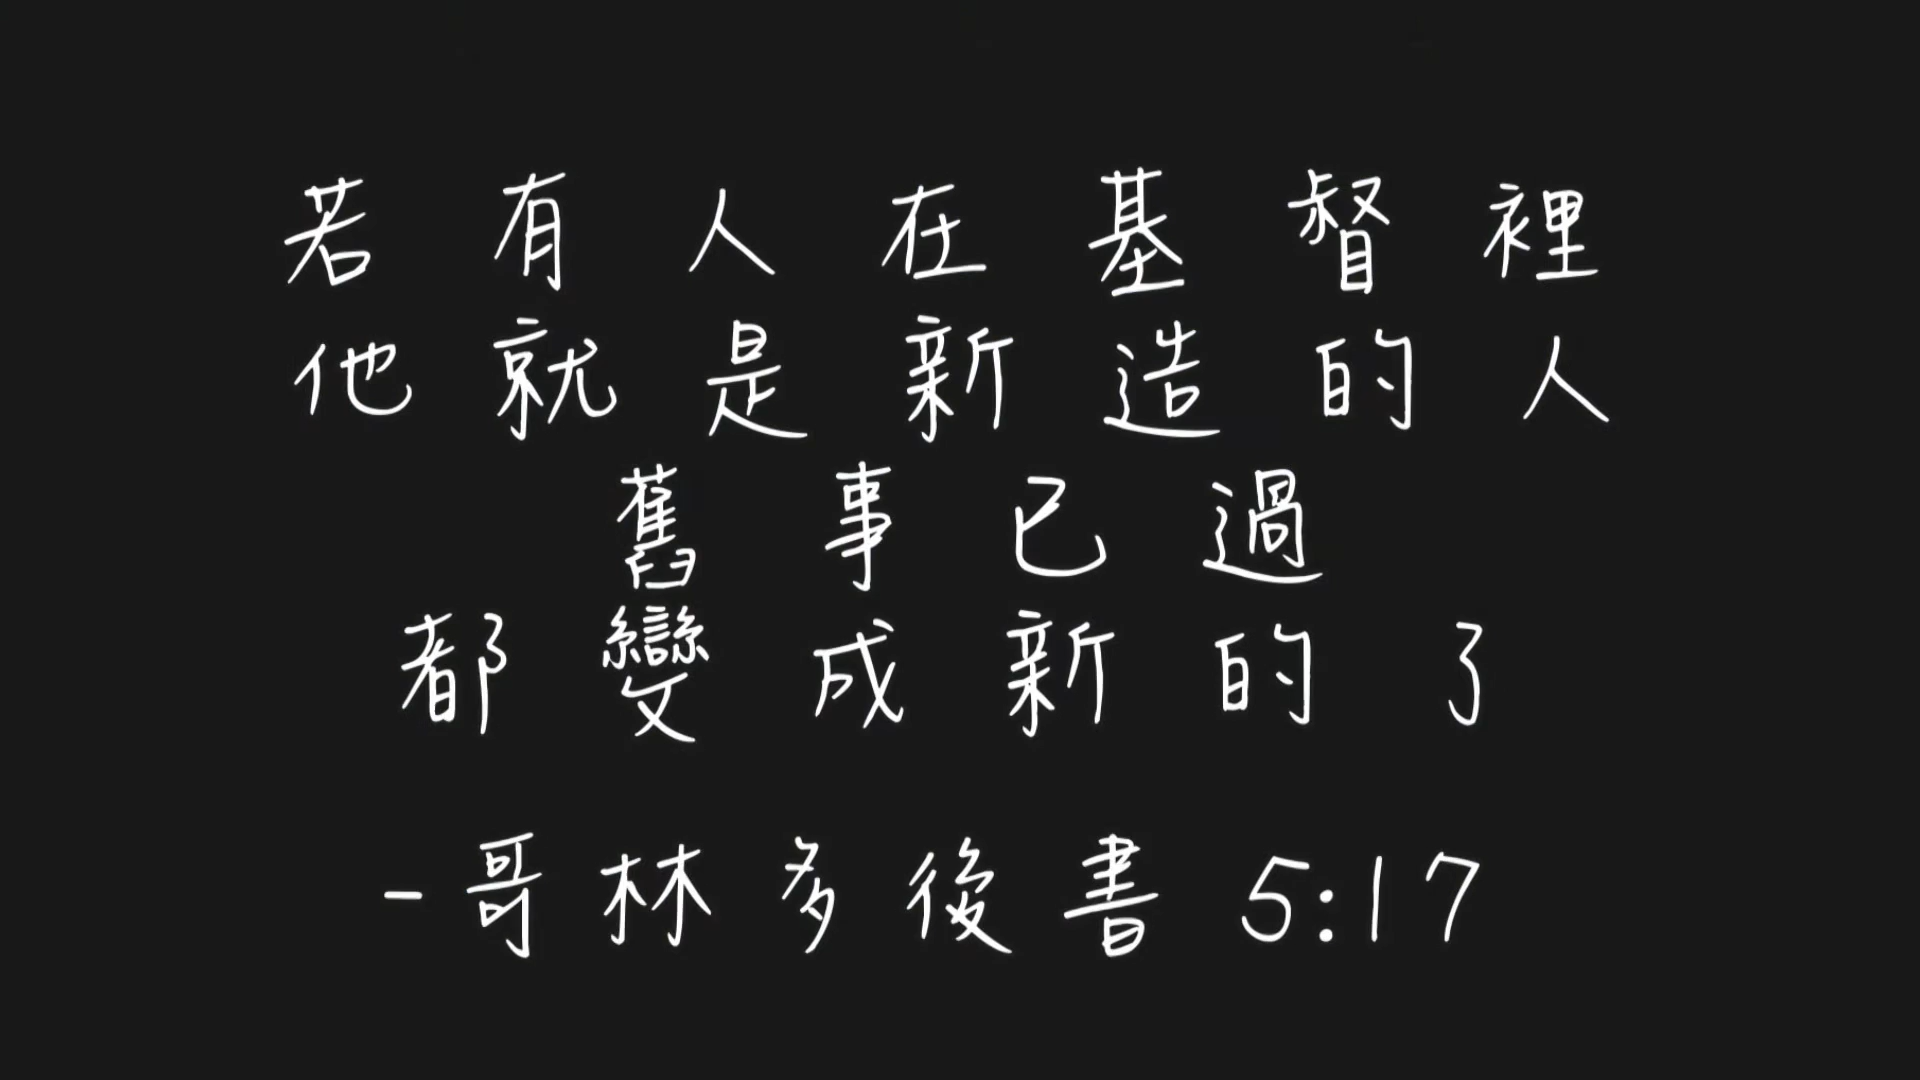 若有人在基督裡
他就是新造的人
舊事已過
都變成新的了
-哥林多後書 5:17